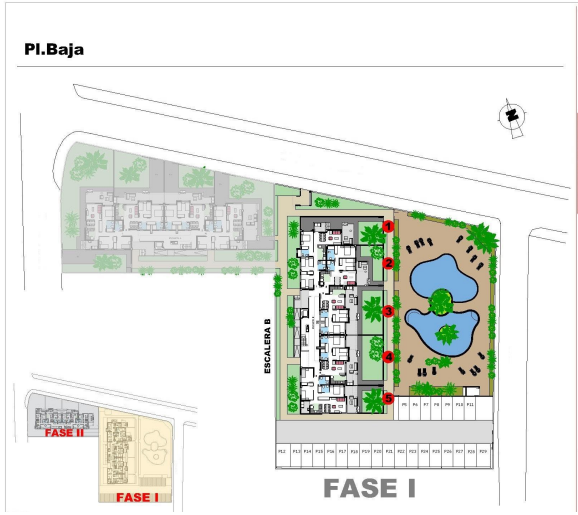 Pl.Baja
N
1
2
3
4
5
ESCALERA B
P5 P6 P7 P8 P9 P10 P11
P12 P13 P14 P15 P16 P17 P18 P19 P20 P21 P22 P23 P24 P25 P26 P27 P28 P29
FASE II
FASE I
FASE I